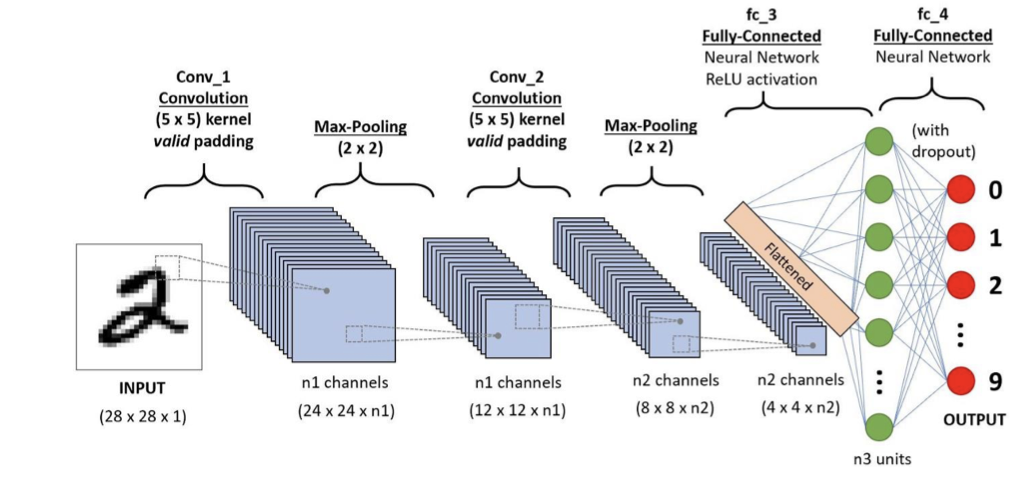 Conv_1
Convolution
(5 x 5) kernel
valid padding
Max-Pooling
(2 x 2)
Conv_2
Convolution
(5 x 5) kernel
valid padding
Max-Pooling
(2 x 2)
fc_3
Fully-Connected
Neural Network
ReLU activation
fc_4
Fully-Connected
Neural Network
(with
dropout)
INPUT
(28 x 28 x 1)
2
n1 channels
(24 x 24 x n1)
n1 channels
(12 x 12 x n1)
n2 channels
(8 x 8 x n2)
n2 channels
(4 x 4 x n2)
Flattened
n3 units
0
1
2
9
OUTPUT